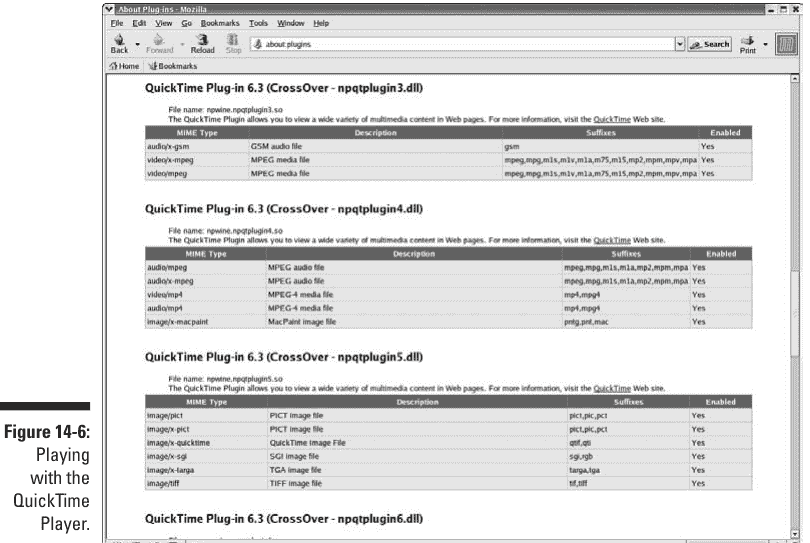 About Plug-ins - Mozilla
File Edit View Go Bookmarks Tools Window Help
Back Forward Reload Stop about:plugins Search Print
Home Bookmarks
QuickTime Plug-in 6.3 (CrossOver - npqtplugin3.dll)
File name: npwine.npqtplugin3.so
The QuickTime Plugin allows you to view a wide variety of multimedia content in Web pages. For more information, visit the QuickTime Web site.
MIME Type Description Suffixes Enabled
audio/x-gsm GSM audio file gsm Yes
video/x-mpeg MPEG media file mpeg,mpg,m1s,m1v,m1a,m75,m15,mp2,mpm,mpv,mpa Yes
video/mpeg MPEG media file mpeg,mpg,m1s,m1v,m1a,m75,m15,mp2,mpm,mpv,mpa Yes
QuickTime Plug-in 6.3 (CrossOver - npqtplugin4.dll)
File name: npwine.npqtplugin4.so
The QuickTime Plugin allows you to view a wide variety of multimedia content in Web pages. For more information, visit the QuickTime Web site.
MIME Type Description Suffixes Enabled
audio/mpeg MPEG audio file mpeg,mpg,m1s,m1a,mp2,mpm,mpa Yes
audio/x-mpeg MPEG audio file mpeg,mpg,m1s,m1a,mp2,mpm,mpa Yes
video/mp4 MPEG-4 media file mp4,mpg4 Yes
audio/mp4 MPEG-4 media file mp4,mpg4 Yes
image/x-macpaint MacPaint image file pntg,pnt,mac Yes
QuickTime Plug-in 6.3 (CrossOver - npqtplugin5.dll)
File name: npwine.npqtplugin5.so
The QuickTime Plugin allows you to view a wide variety of multimedia content in Web pages. For more information, visit the QuickTime Web site.
MIME Type Description Suffixes Enabled
image/pict PICT image file pict,pic,pct Yes
image/x-pict PICT image file pict,pic,pct Yes
image/x-quicktime QuickTime Image File qtif,qti Yes
image/x-sgi SGI image file sgi,rgb Yes
image/x-targa TGA image file targa,tga Yes
image/tiff TIFF image file tif,tiff Yes
QuickTime Plug-in 6.3 (CrossOver - npqtplugin6.dll)
Figure 14-6:
Playing
with the
QuickTime
Player.